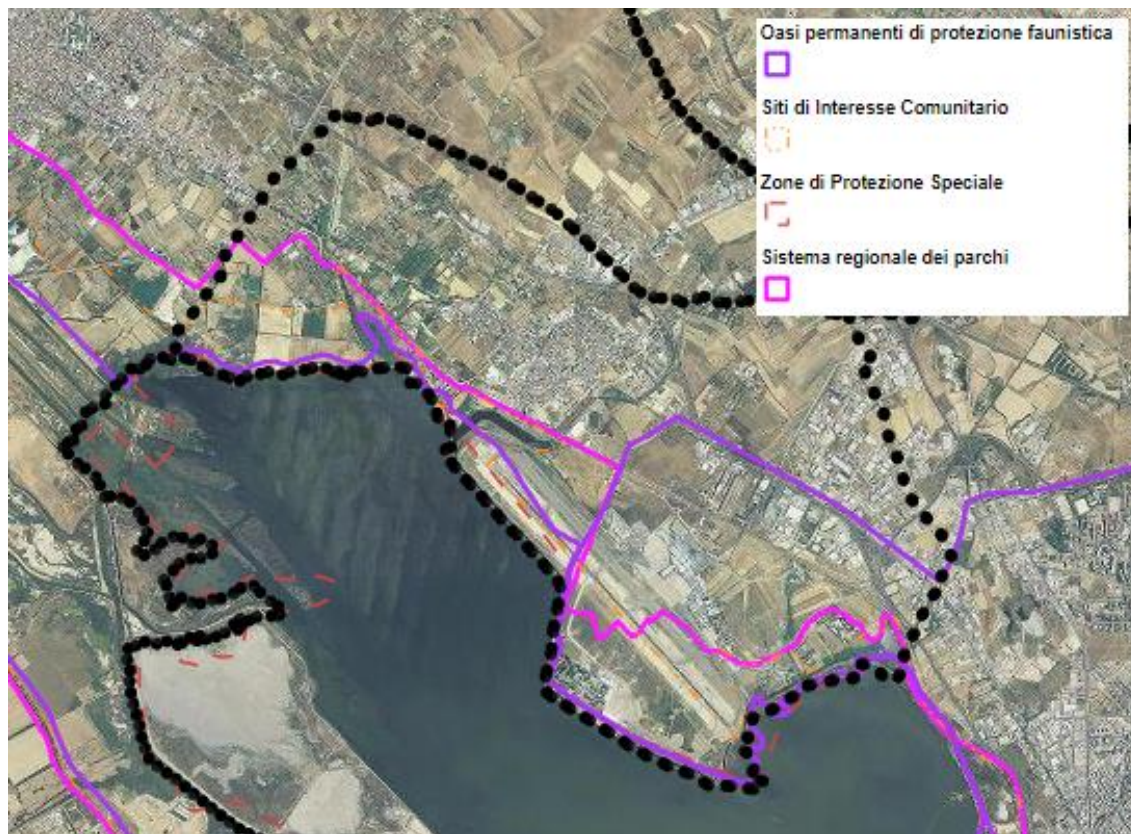 Oasi permanenti di protezione faunistica
Siti di Interesse Comunitario
Zone di Protezione Speciale
Sistema regionale dei parchi